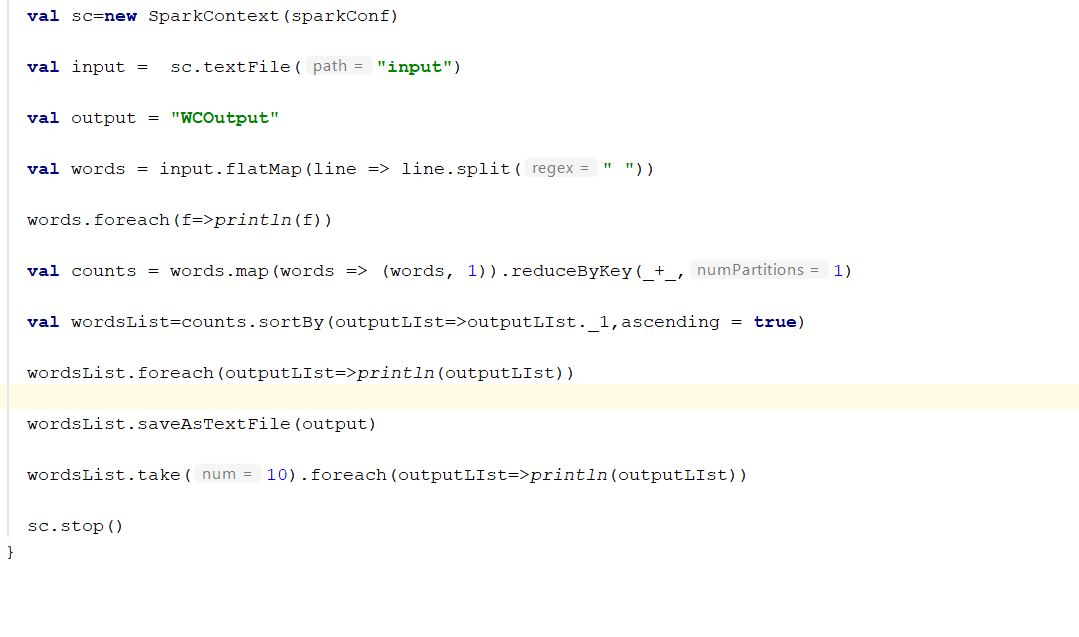 val sc=new SparkContext(sparkConf)
val input =  sc.textFile( path = "input")
val output = "WCOutput"
val words = input.flatMap(line => line.split( regex = " "))
words.foreach(f=>println(f))
val counts = words.map(words => (words, 1)).reduceByKey(_+_, numPartitions = 1)
val wordsList=counts.sortBy(outputLIst=>outputLIst._1,ascending = true)
wordsList.foreach(outputLIst=>println(outputLIst))
wordsList.saveAsTextFile(output)
wordsList.take( num = 10).foreach(outputLIst=>println(outputLIst))
sc.stop()
}